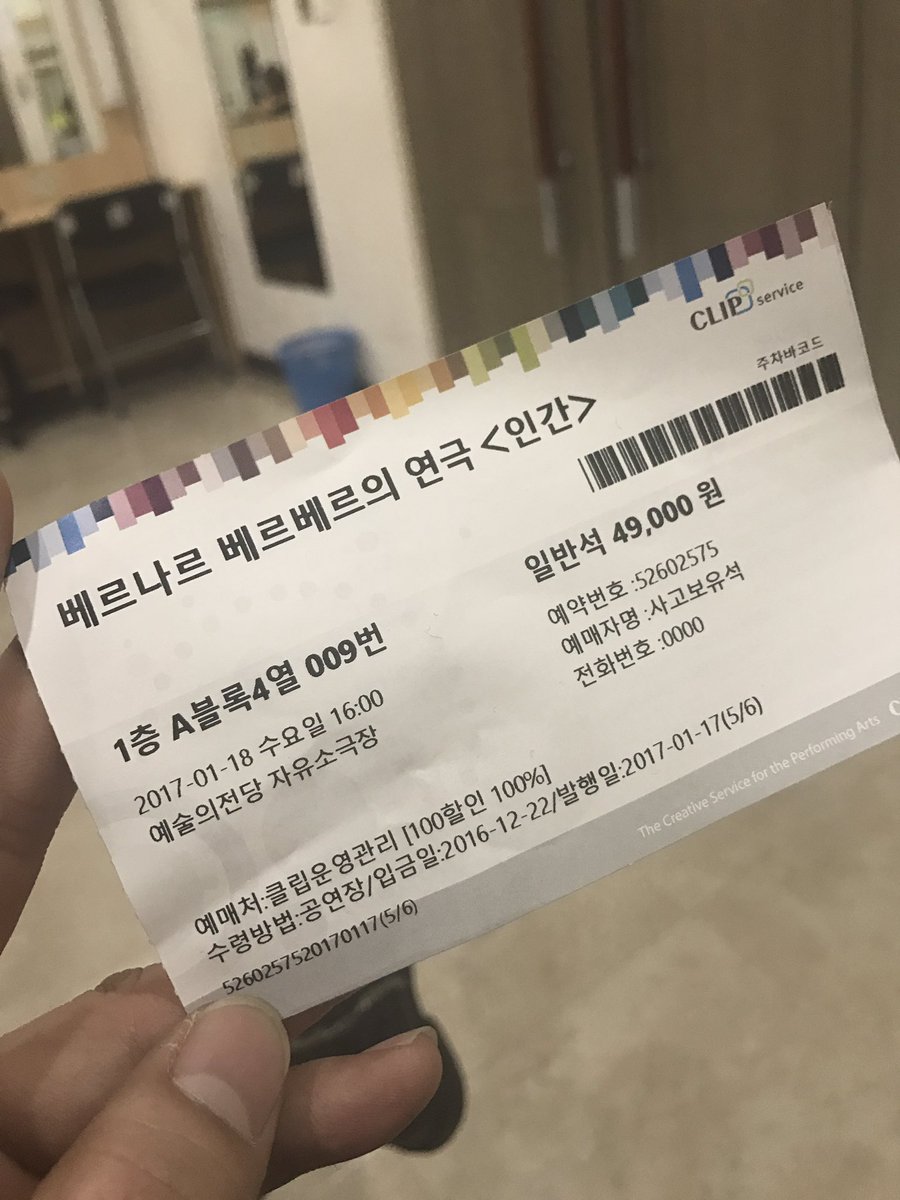 CLIP service
주차바코드
베르나르 베르베르의 연극 <인간>
1층 A블록4열 009번
2017-01-18 수요일 16:00
예술의전당 자유소극장
일반석 49,000 원
예약번호 :52602575
예매자명 :사고보유석
전화번호 :0000
예매처:클립운영관리 [100할인 100%]
수령방법:공연장/입금일:2016-12-22/발행일:2017-01-17(5/6)
5260257520170117(5/6)
The Creative Service for the Performing Arts